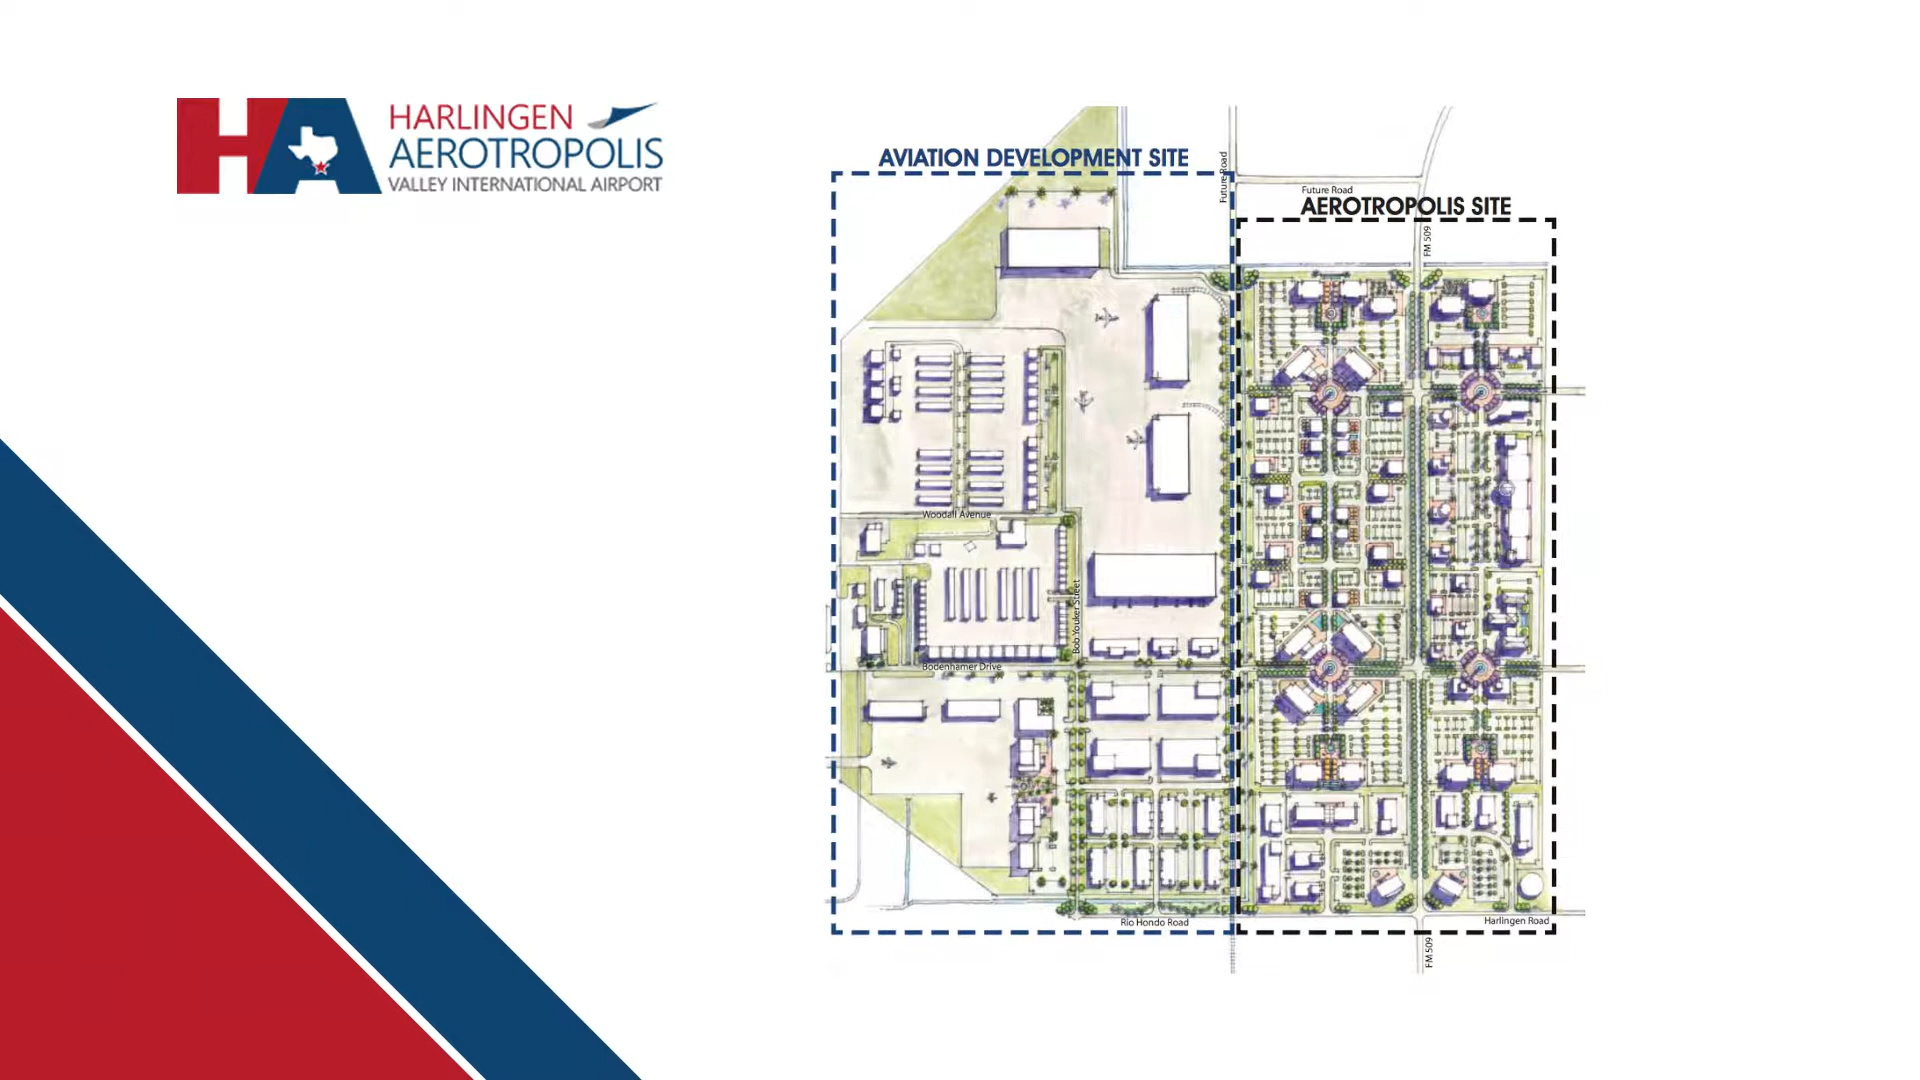 HA
HARLINGEN
AEROTROPOLIS
VALLEY INTERNATIONAL AIRPORT
AVIATION DEVELOPMENT SITE
Future Road
Future Road
AEROTROPOLIS SITE
FM 509
Woodall Avenue
Bob Youker Street
Bodenhamer Drive
Rio Hondo Road
Harlingen Road
FM 509